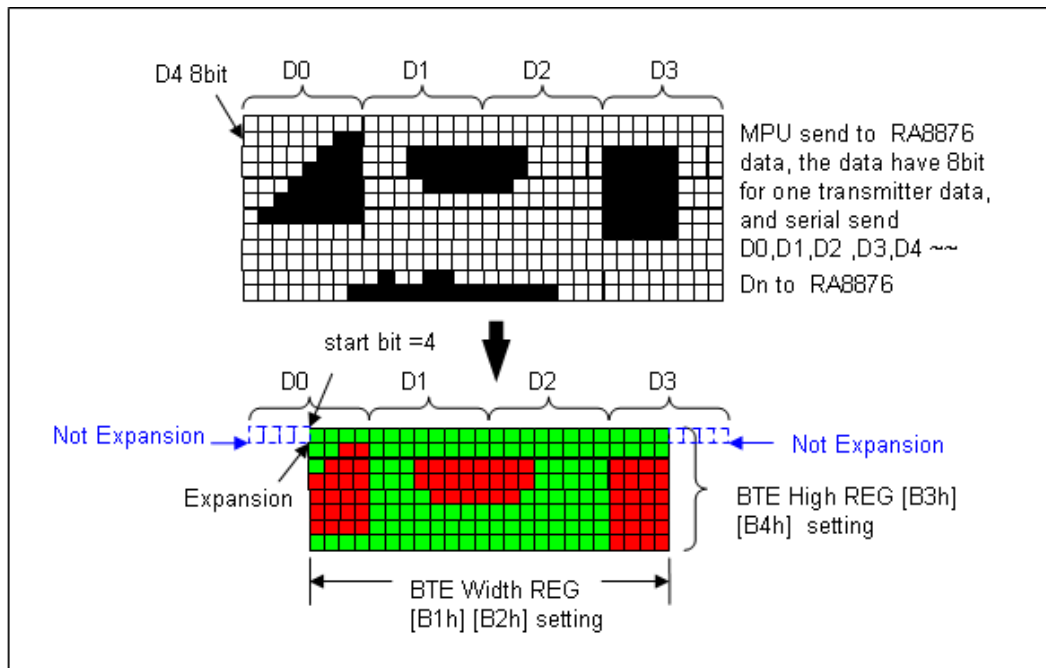 D4 8bit
D0
D1
D2
D3
MPU send to RA8876
data, the data have 8bit
for one transmitter data,
and serial send
D0,D1,D2 ,D3,D4 ~~
Dn to RA8876
start bit =4
D0
D1
D2
D3
Not Expansion
Not Expansion
Expansion
BTE High REG [B3h]
[B4h] setting
BTE Width REG
[B1h] [B2h] setting